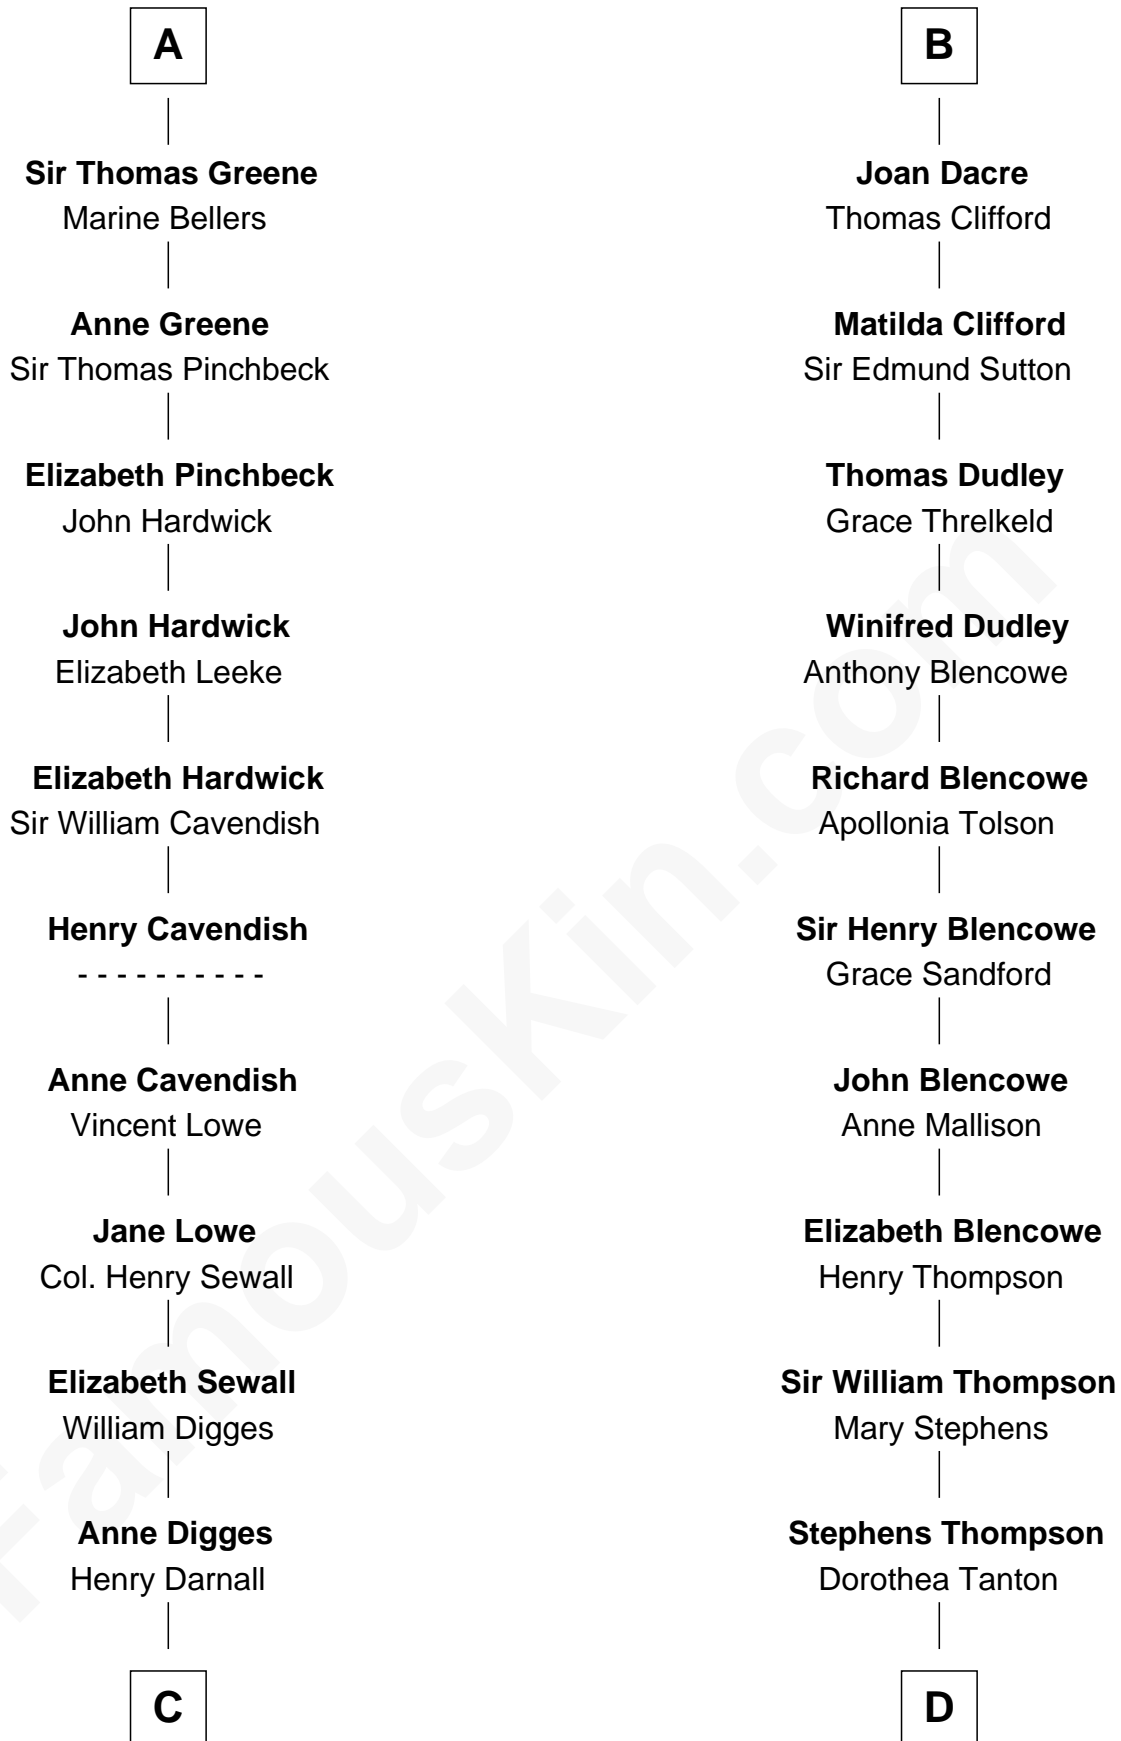 A
Sir Thomas Greene
Marine Bellers
Anne Greene
Sir Thomas Pinchbeck
Elizabeth Pinchbeck
John Hardwick
John Hardwick
Elizabeth Leeke
Elizabeth Hardwick
Sir William Cavendish
Henry Cavendish
- - - - - - - - - -
Anne Cavendish
Vincent Lowe
Jane Lowe
Col. Henry Sewall
Elizabeth Sewall
William Digges
Anne Digges
Henry Darnall
C
B
Joan Dacre
Thomas Clifford
Matilda Clifford
Sir Edmund Sutton
Thomas Dudley
Grace Threlkeld
Winifred Dudley
Anthony Blencowe
Richard Blencowe
Apollonia Tolson
Sir Henry Blencowe
Grace Sandford
John Blencowe
Anne Mallison
Elizabeth Blencowe
Henry Thompson
Sir William Thompson
Mary Stephens
Stephens Thompson
Dorothea Tanton
D
FamousKin.com